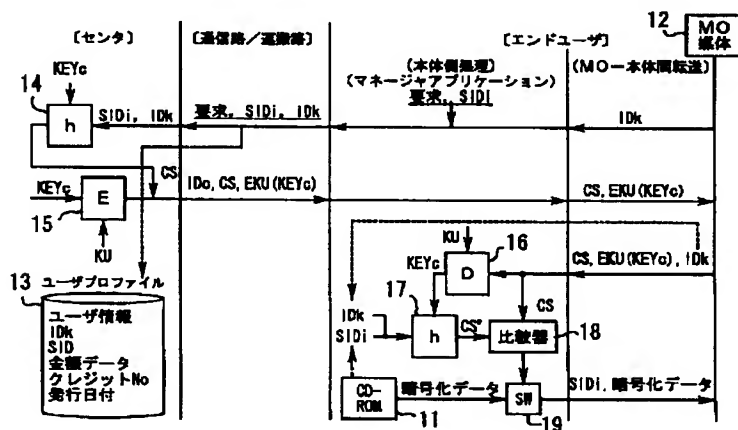 〔センタ〕
〔通信路/運搬路〕
〔エンドユーザ〕
12
MO
媒体
(本体側処理)
(マネージャアプリケーション)
(MO-本体間転送)
14
KEYc
要求, SIDi
h
SIDi, IDk
要求, SIDi, IDk
IDk
CS
KEYc
E
IDc, CS, EKU(KEYc)
CS, EKU(KEYc)
15
KU
KU
16
KEYc
D
CS, EKU(KEYc), IDk
13
ユーザプロファイル
17
CS
ユーザ情報
IDk
SID
金額データ
クレジットNo
発行日付
IDk
SIDi
h
CS'
比較器
18
CD-
ROM
暗号化データ
SW
SIDi, 暗号化データ
11
19